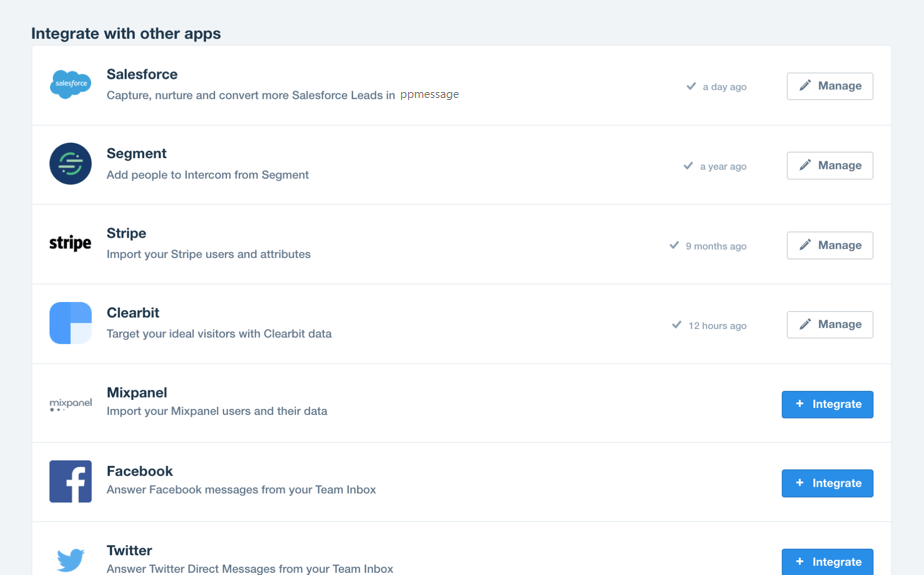 Integrate with other apps
salesforce
Salesforce
Capture, nurture and convert more Salesforce Leads in ppmessage
a day ago
Manage
Segment
Add people to Intercom from Segment
a year ago
Manage
stripe
Stripe
Import your Stripe users and attributes
9 months ago
Manage
Clearbit
Target your ideal visitors with Clearbit data
12 hours ago
Manage
mixpanel
Mixpanel
Import your Mixpanel users and their data
+ Integrate
Facebook
Answer Facebook messages from your Team Inbox
+ Integrate
Twitter
Answer Twitter Direct Messages from your Team Inbox
+ Integrate